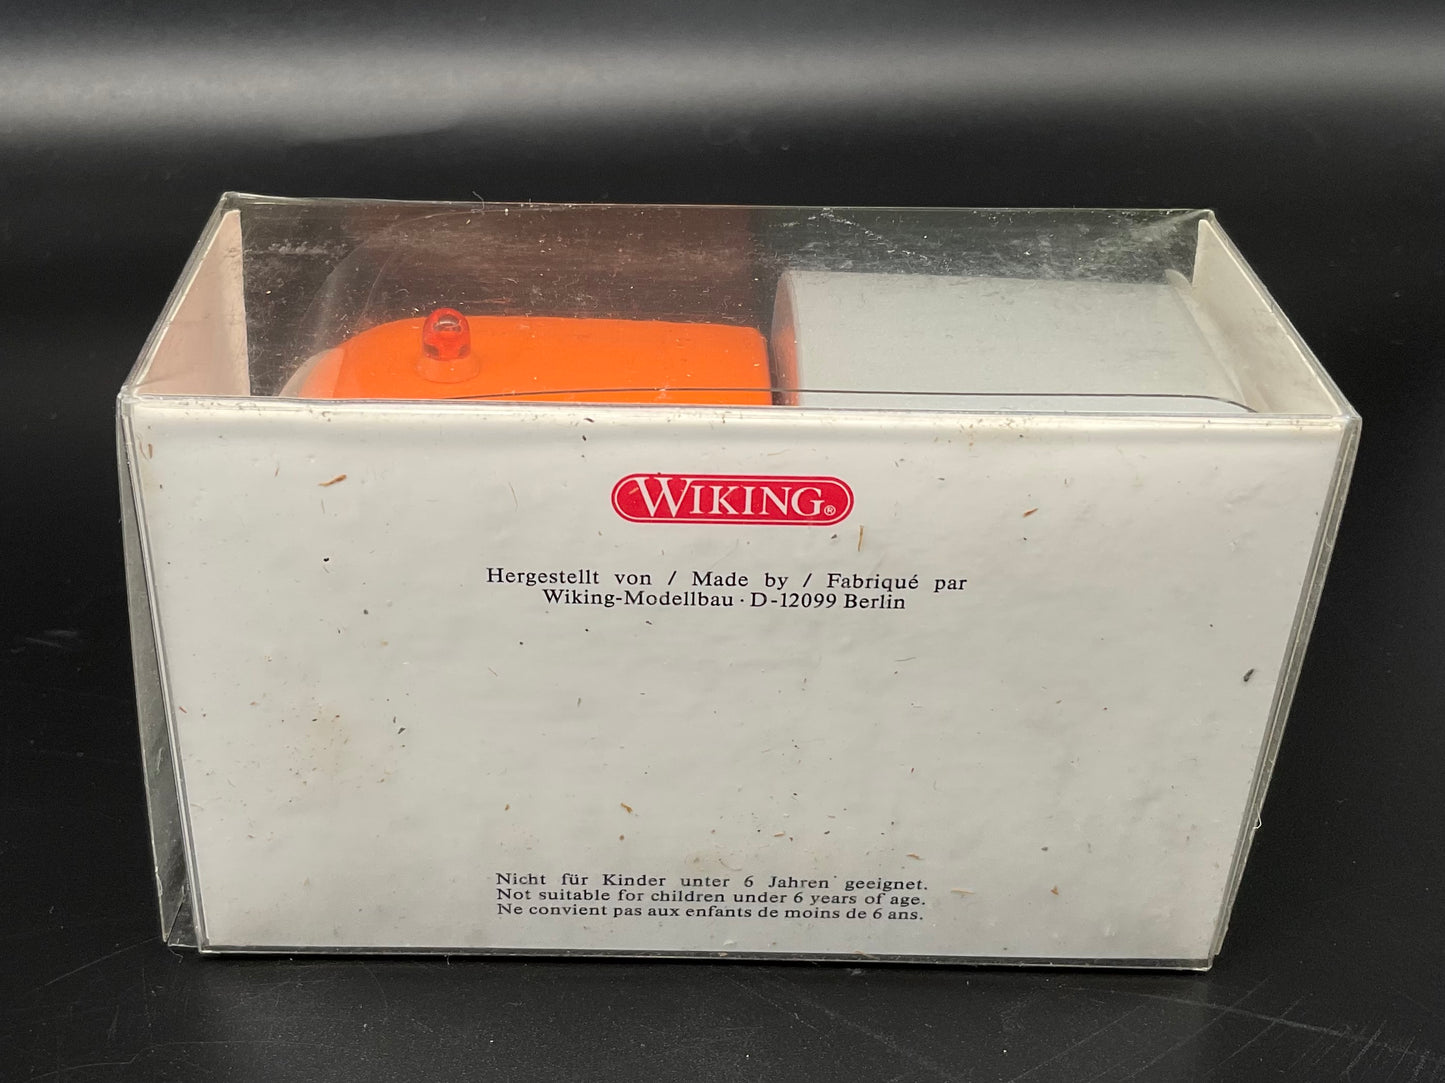 WIKING®
Hergestellt von / Made by / Fabriqué par
Wiking-Modellbau · D-12099 Berlin
Nicht für Kinder unter 6 Jahren geeignet.
Not suitable for children under 6 years of age.
Ne convient pas aux enfants de moins de 6 ans.